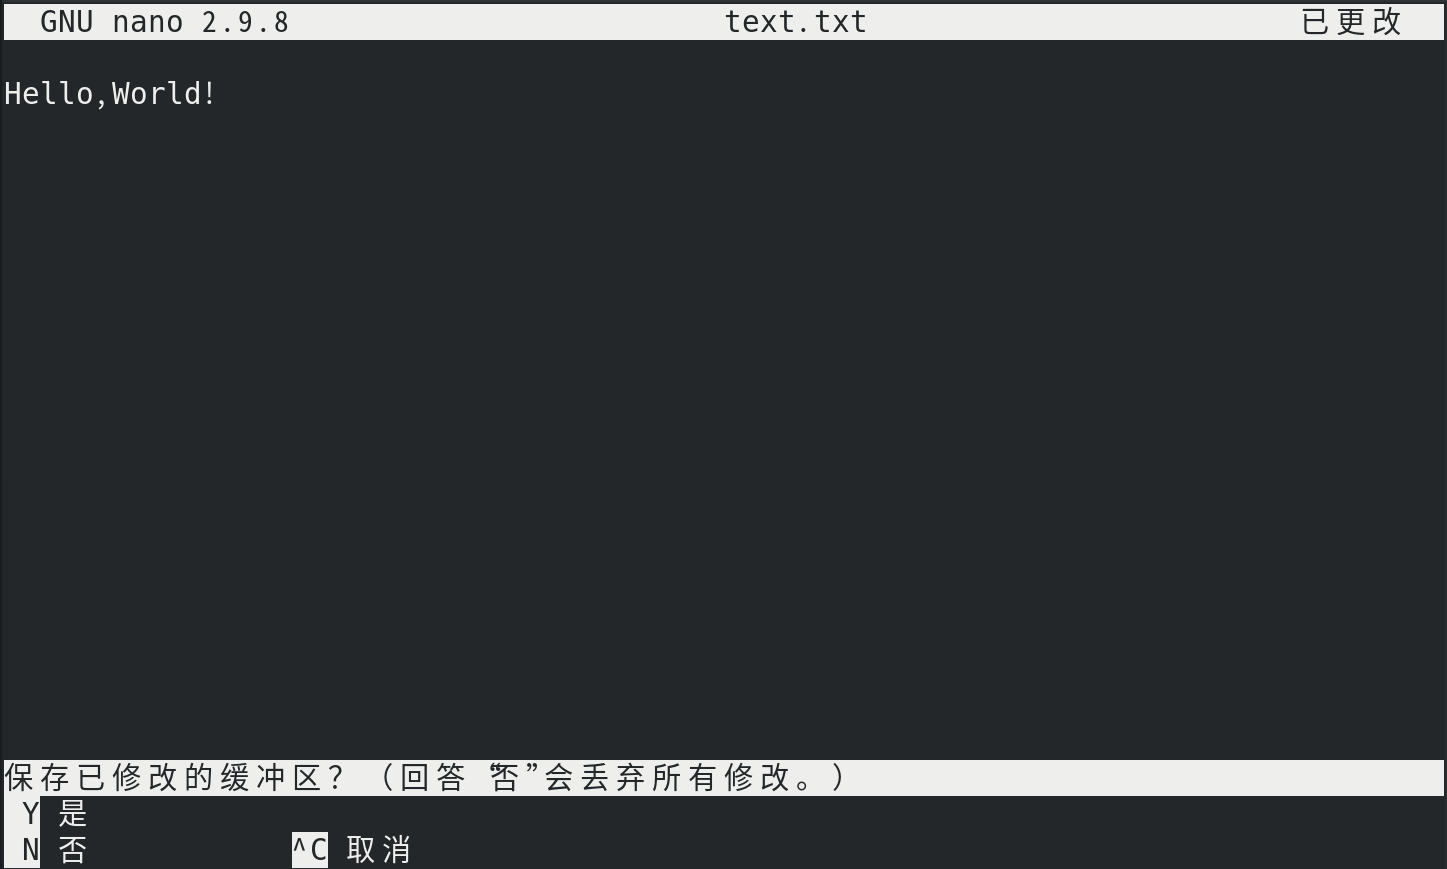 GNU nano 2.9.8 text.txt 已更改
Hello,World!
保存已修改的缓冲区？（回答 “否”会丢弃所有修改。）
Y 是
N 否 ^C 取消